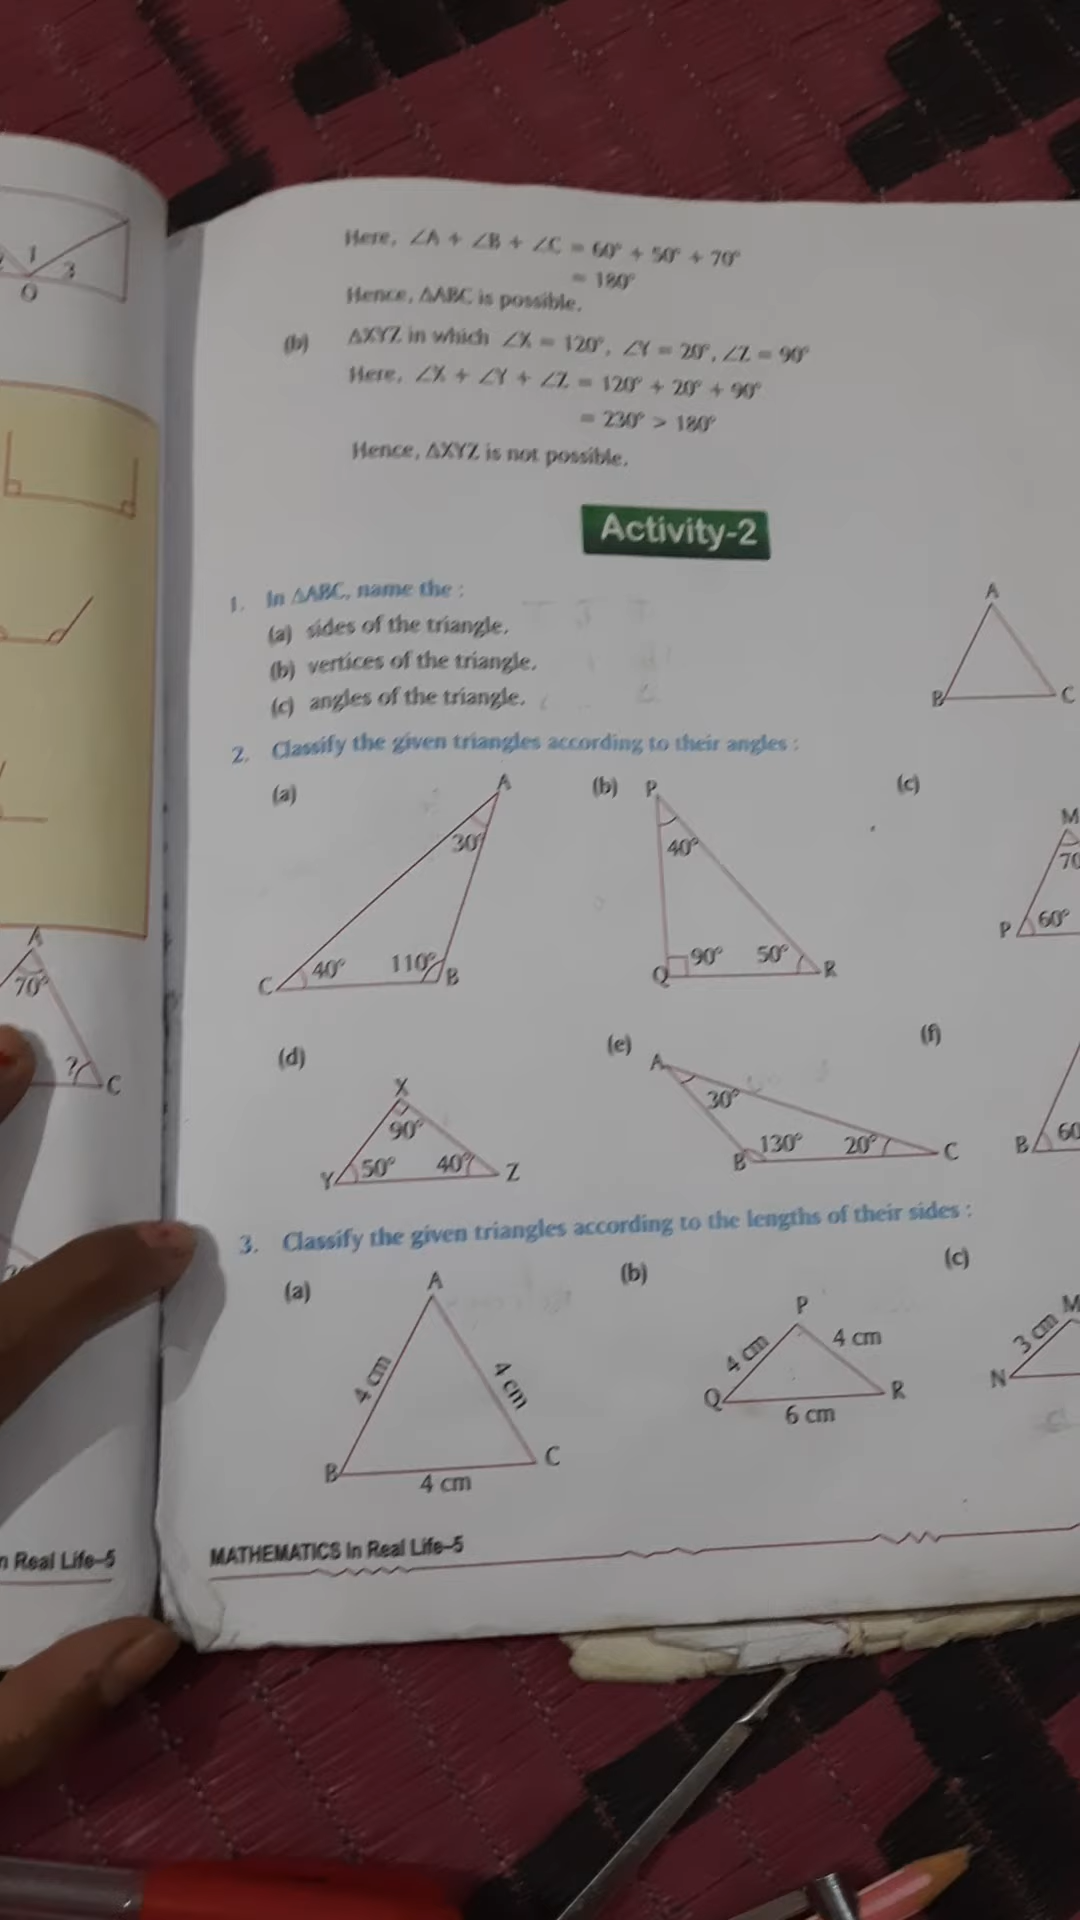 1
3
O
A
70°
?
C
n Real Life–5
Here, ∠A + ∠B + ∠C = 60° + 50° + 70°
= 180°
Hence, ΔABC is possible.
(b) ΔXYZ in which ∠X = 120°, ∠Y = 20°, ∠Z = 90°
Here, ∠X + ∠Y + ∠Z = 120° + 20° + 90°
= 230° > 180°
Hence, ΔXYZ is not possible.
Activity-2
1. In ΔABC, name the :
(a) sides of the triangle.
(b) vertices of the triangle.
(c) angles of the triangle.
A
B C
2. Classify the given triangles according to their angles :
(a) (b) (c)
A
30°
C 40° 110° B
P
40°
Q 90° 50° R
M
70
P 60°
(d) (e) (f)
X
90°
Y 50° 40° Z
A
30°
B 130° 20° C
B 60
3. Classify the given triangles according to the lengths of their sides :
(a) (b) (c)
A
4 cm 4 cm
B C
4 cm
P
4 cm 4 cm
Q R
6 cm
M
3 cm
N
MATHEMATICS In Real Life–5